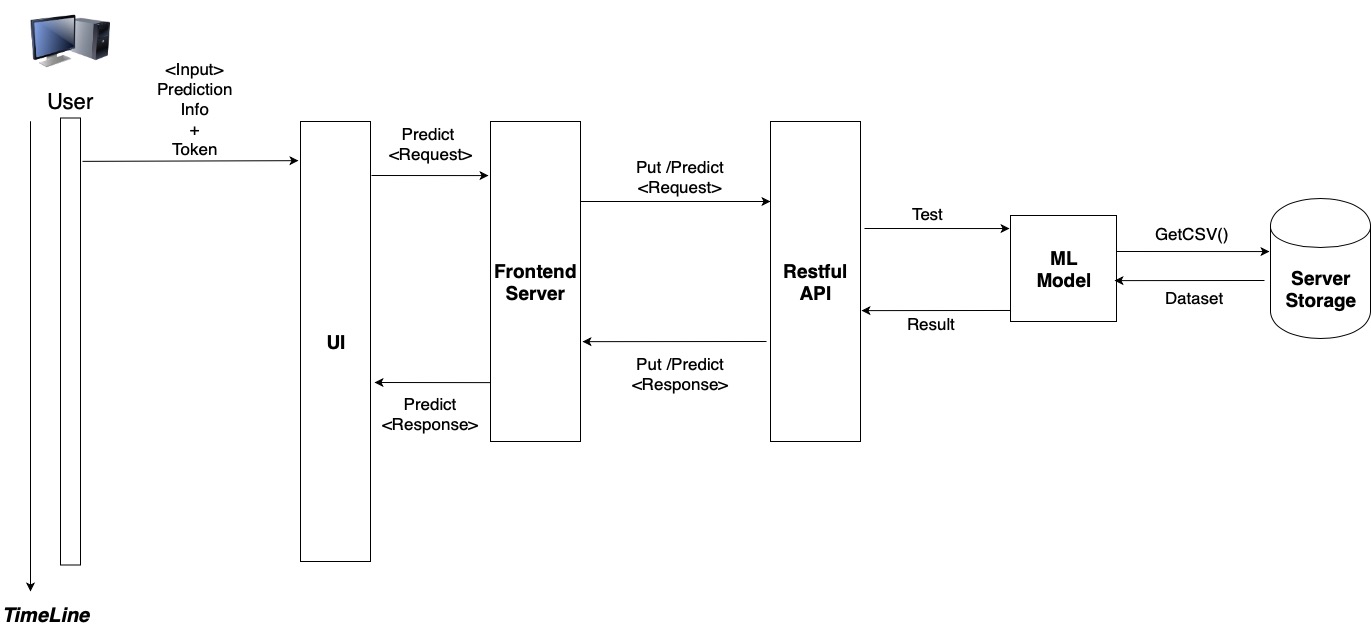 User
<Input>
Prediction
Info
+
Token
Predict
<Request>
Put /Predict
<Request>
Test
GetCSV()
Frontend
Server
Restful
API
ML
Model
Server
Storage
Dataset
Result
UI
Put /Predict
<Response>
Predict
<Response>
TimeLine